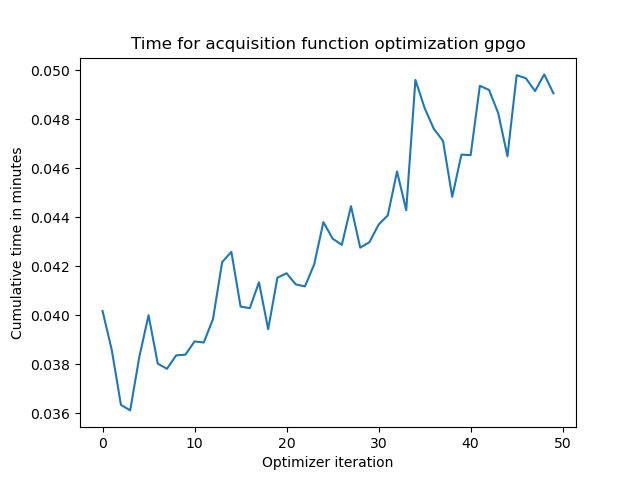 Time for acquisition function optimization gpgo
0.050
0.048
0.046
0.044
0.042
0.040
0.038
0.036
Cumulative time in minutes
0 10 20 30 40 50
Optimizer iteration